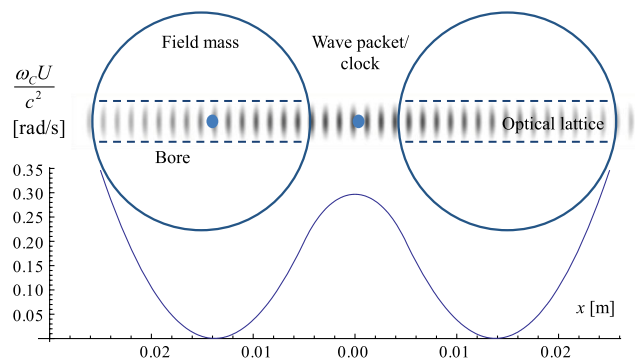 Field mass
Wave packet/
clock
ω_C U
c²
[rad/s]
Optical lattice
Bore
0.35
0.30
0.25
0.20
0.15
0.10
0.05
x [m]
0.02
0.01
0.00
0.01
0.02